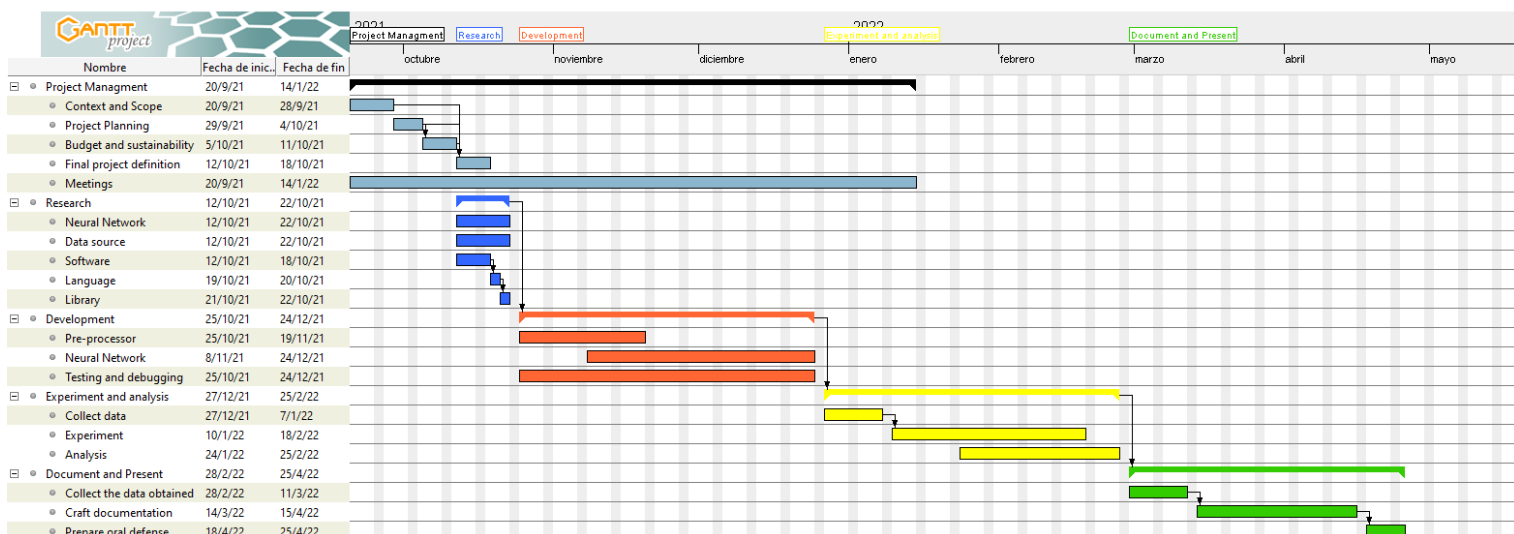 GANTT
project
2021 2022
Project Managment Research Development Experiment and analysis Document and Present
octubre noviembre diciembre enero febrero marzo abril mayo
Nombre Fecha de inic... Fecha de fin
Project Managment 20/9/21 14/1/22
Context and Scope 20/9/21 28/9/21
Project Planning 29/9/21 4/10/21
Budget and sustainability 5/10/21 11/10/21
Final project definition 12/10/21 18/10/21
Meetings 20/9/21 14/1/22
Research 12/10/21 22/10/21
Neural Network 12/10/21 22/10/21
Data source 12/10/21 22/10/21
Software 12/10/21 18/10/21
Language 19/10/21 20/10/21
Library 21/10/21 22/10/21
Development 25/10/21 24/12/21
Pre-processor 25/10/21 19/11/21
Neural Network 8/11/21 24/12/21
Testing and debugging 25/10/21 24/12/21
Experiment and analysis 27/12/21 25/2/22
Collect data 27/12/21 7/1/22
Experiment 10/1/22 18/2/22
Analysis 24/1/22 25/2/22
Document and Present 28/2/22 25/4/22
Collect the data obtained 28/2/22 11/3/22
Craft documentation 14/3/22 15/4/22
Prepare oral defense 18/4/22 25/4/22